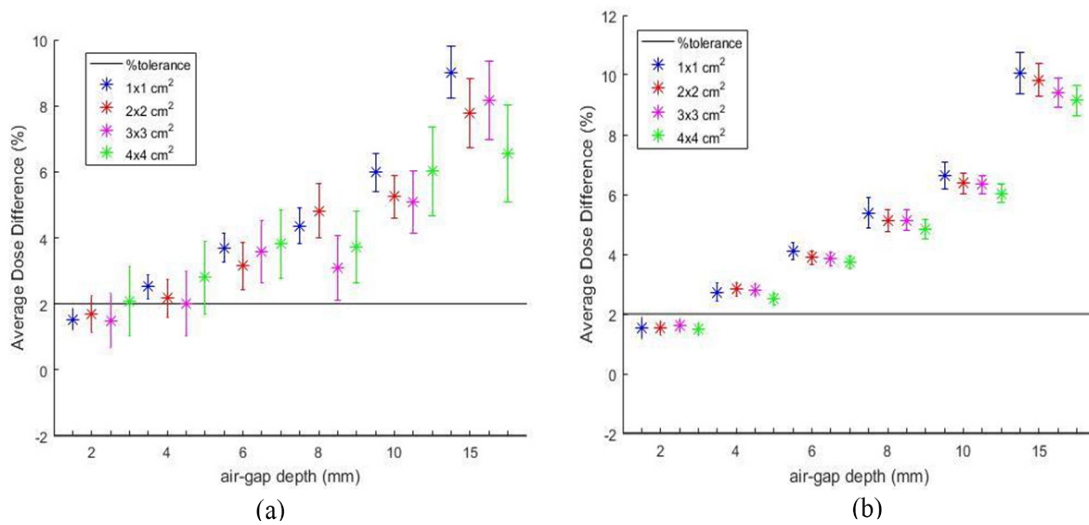 10
8
6
4
2
0
-2
Average Dose Difference (%)
%tolerance
1x1 cm²
2x2 cm²
3x3 cm²
4x4 cm²
2 4 6 8 10 15
air-gap depth (mm)
(a)
12
10
8
6
4
2
0
-2
Average Dose Difference (%)
%tolerance
1x1 cm²
2x2 cm²
3x3 cm²
4x4 cm²
2 4 6 8 10 15
air-gap depth (mm)
(b)